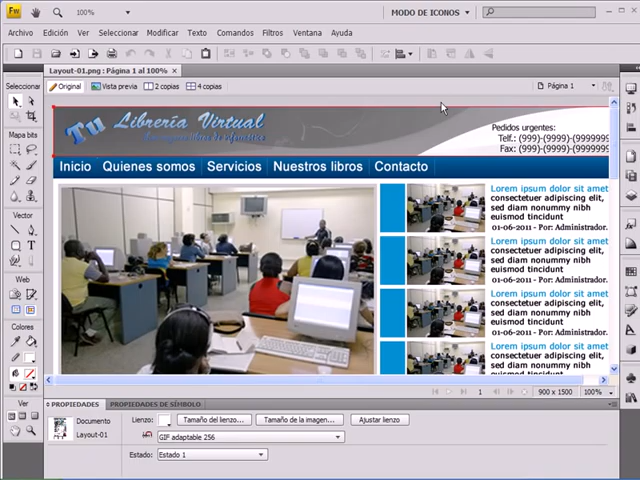 Fw
100%
MODO DE ICONOS
Archivo Edición Ver Seleccionar Modificar Texto Comandos Filtros Ventana Ayuda
Layout-01.png : Página 1 al 100%
Seleccionar
Original Vista previa 2 copias 4 copias
Página 1
Tu Librería Virtual
Pedidos urgentes:
Telf.: (999)-(9999)-(9999999
Fax: (999)-(9999)-(9999999
Mapa bits
Inicio Quienes somos Servicios Nuestros libros Contacto
Lorem ipsum dolor sit amet
consectetuer adipiscing elit,
sed diam nonummy nibh
euismod tincidunt
01-06-2011 - Por: Administrador.
Vector
T
Lorem ipsum dolor sit amet
consectetuer adipiscing elit,
sed diam nonummy nibh
euismod tincidunt
01-06-2011 - Por: Administrador.
Web
Lorem ipsum dolor sit amet
consectetuer adipiscing elit,
sed diam nonummy nibh
euismod tincidunt
01-06-2011 - Por: Administrador.
Colores
Lorem ipsum dolor sit amet
consectetuer adipiscing elit,
sed diam nonummy nibh
euismod tincidunt
Ver
1
900 x 1500
100%
PROPIEDADES PROPIEDADES DE SÍMBOLO
Documento
Layout-01
Lienzo:
Tamaño del lienzo... Tamaño de la imagen... Ajustar lienzo
GIF adaptable 256
Estado: Estado 1